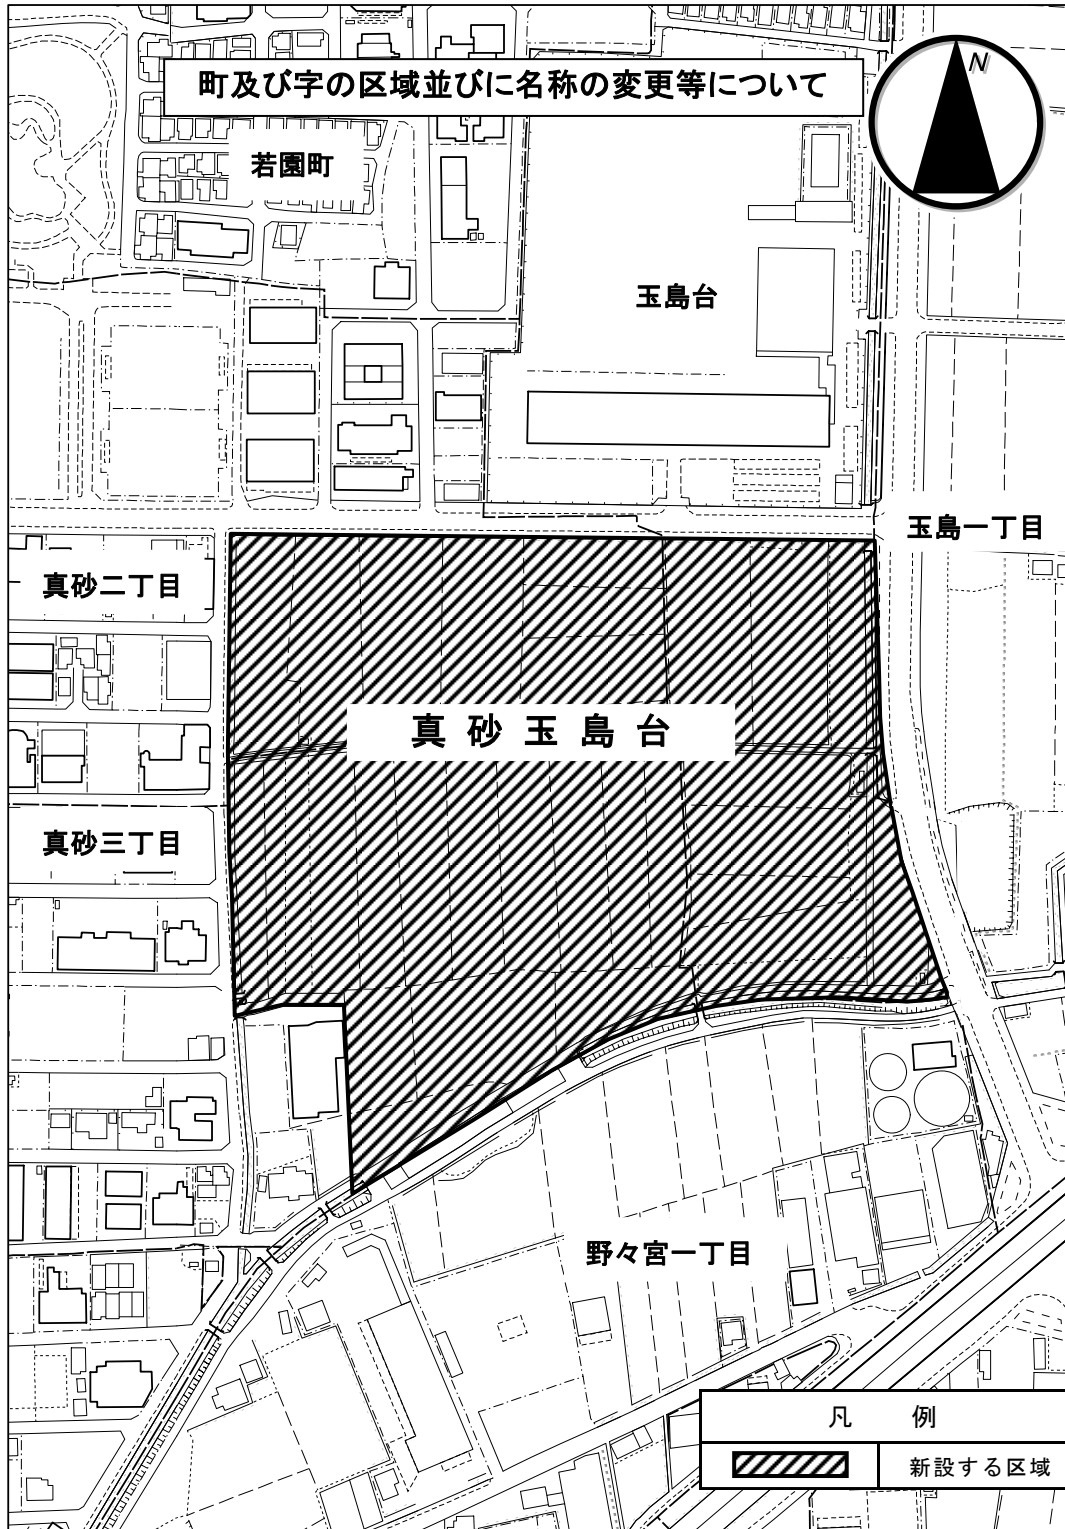 町及び字の区域並びに名称の変更等について
N
若園町
玉島台
玉島一丁目
真砂二丁目
真砂玉島台
真砂三丁目
野々宮一丁目
凡例
新設する区域